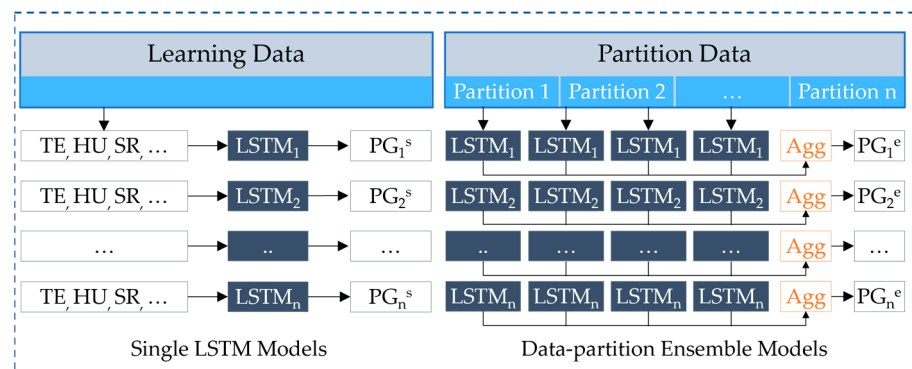 Learning Data
Partition Data
Partition 1 Partition 2 ... Partition n
TE, HU, SR, ... LSTM₁ PG₁ˢ LSTM₁ LSTM₁ LSTM₁ LSTM₁ Agg PG₁ᵉ
TE, HU, SR, ... LSTM₂ PG₂ˢ LSTM₂ LSTM₂ LSTM₂ LSTM₂ Agg PG₂ᵉ
... .. ... .. ... ... ... Agg ...
TE, HU, SR, ... LSTMₙ PGₙˢ LSTMₙ LSTMₙ LSTMₙ LSTMₙ Agg PGₙᵉ
Single LSTM Models
Data-partition Ensemble Models